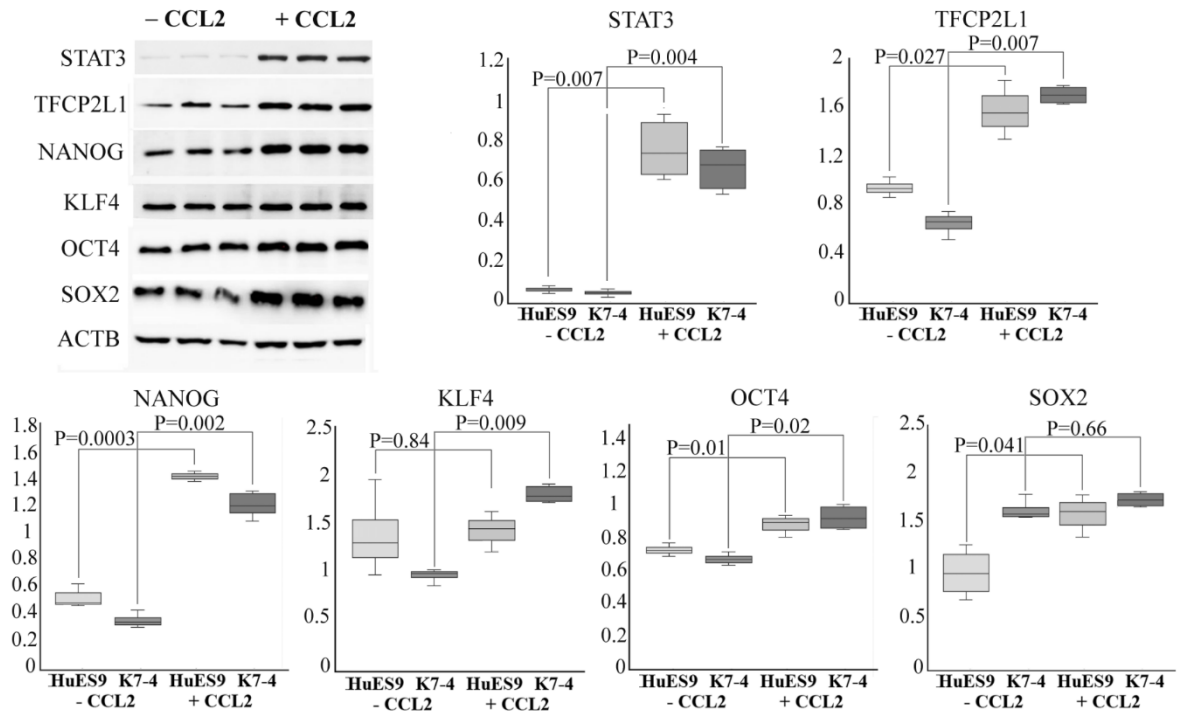 – CCL2 + CCL2
STAT3
TFCP2L1
NANOG
KLF4
OCT4
SOX2
ACTB
STAT3
1.2
1
0.8
0.6
0.4
0.2
0
P=0.007
P=0.004
HuES9 K7-4 HuES9 K7-4
- CCL2 + CCL2
TFCP2L1
2
1.6
1.2
0.8
0.4
0
P=0.027
P=0.007
HuES9 K7-4 HuES9 K7-4
- CCL2 + CCL2
NANOG
1.8
1.6
1.4
1.2
1
0.8
0.6
0.4
0.2
0
P=0.0003
P=0.002
HuES9 K7-4 HuES9 K7-4
- CCL2 + CCL2
KLF4
2.5
2
1.5
1
0.5
0
P=0.84
P=0.009
HuES9 K7-4 HuES9 K7-4
- CCL2 + CCL2
OCT4
1.4
1.2
1
0.8
0.6
0.4
0.2
0
P=0.01
P=0.02
HuES9 K7-4 HuES9 K7-4
- CCL2 + CCL2
SOX2
2.5
2
1.5
1
0.5
0
P=0.041
P=0.66
HuES9 K7-4 HuES9 K7-4
- CCL2 + CCL2